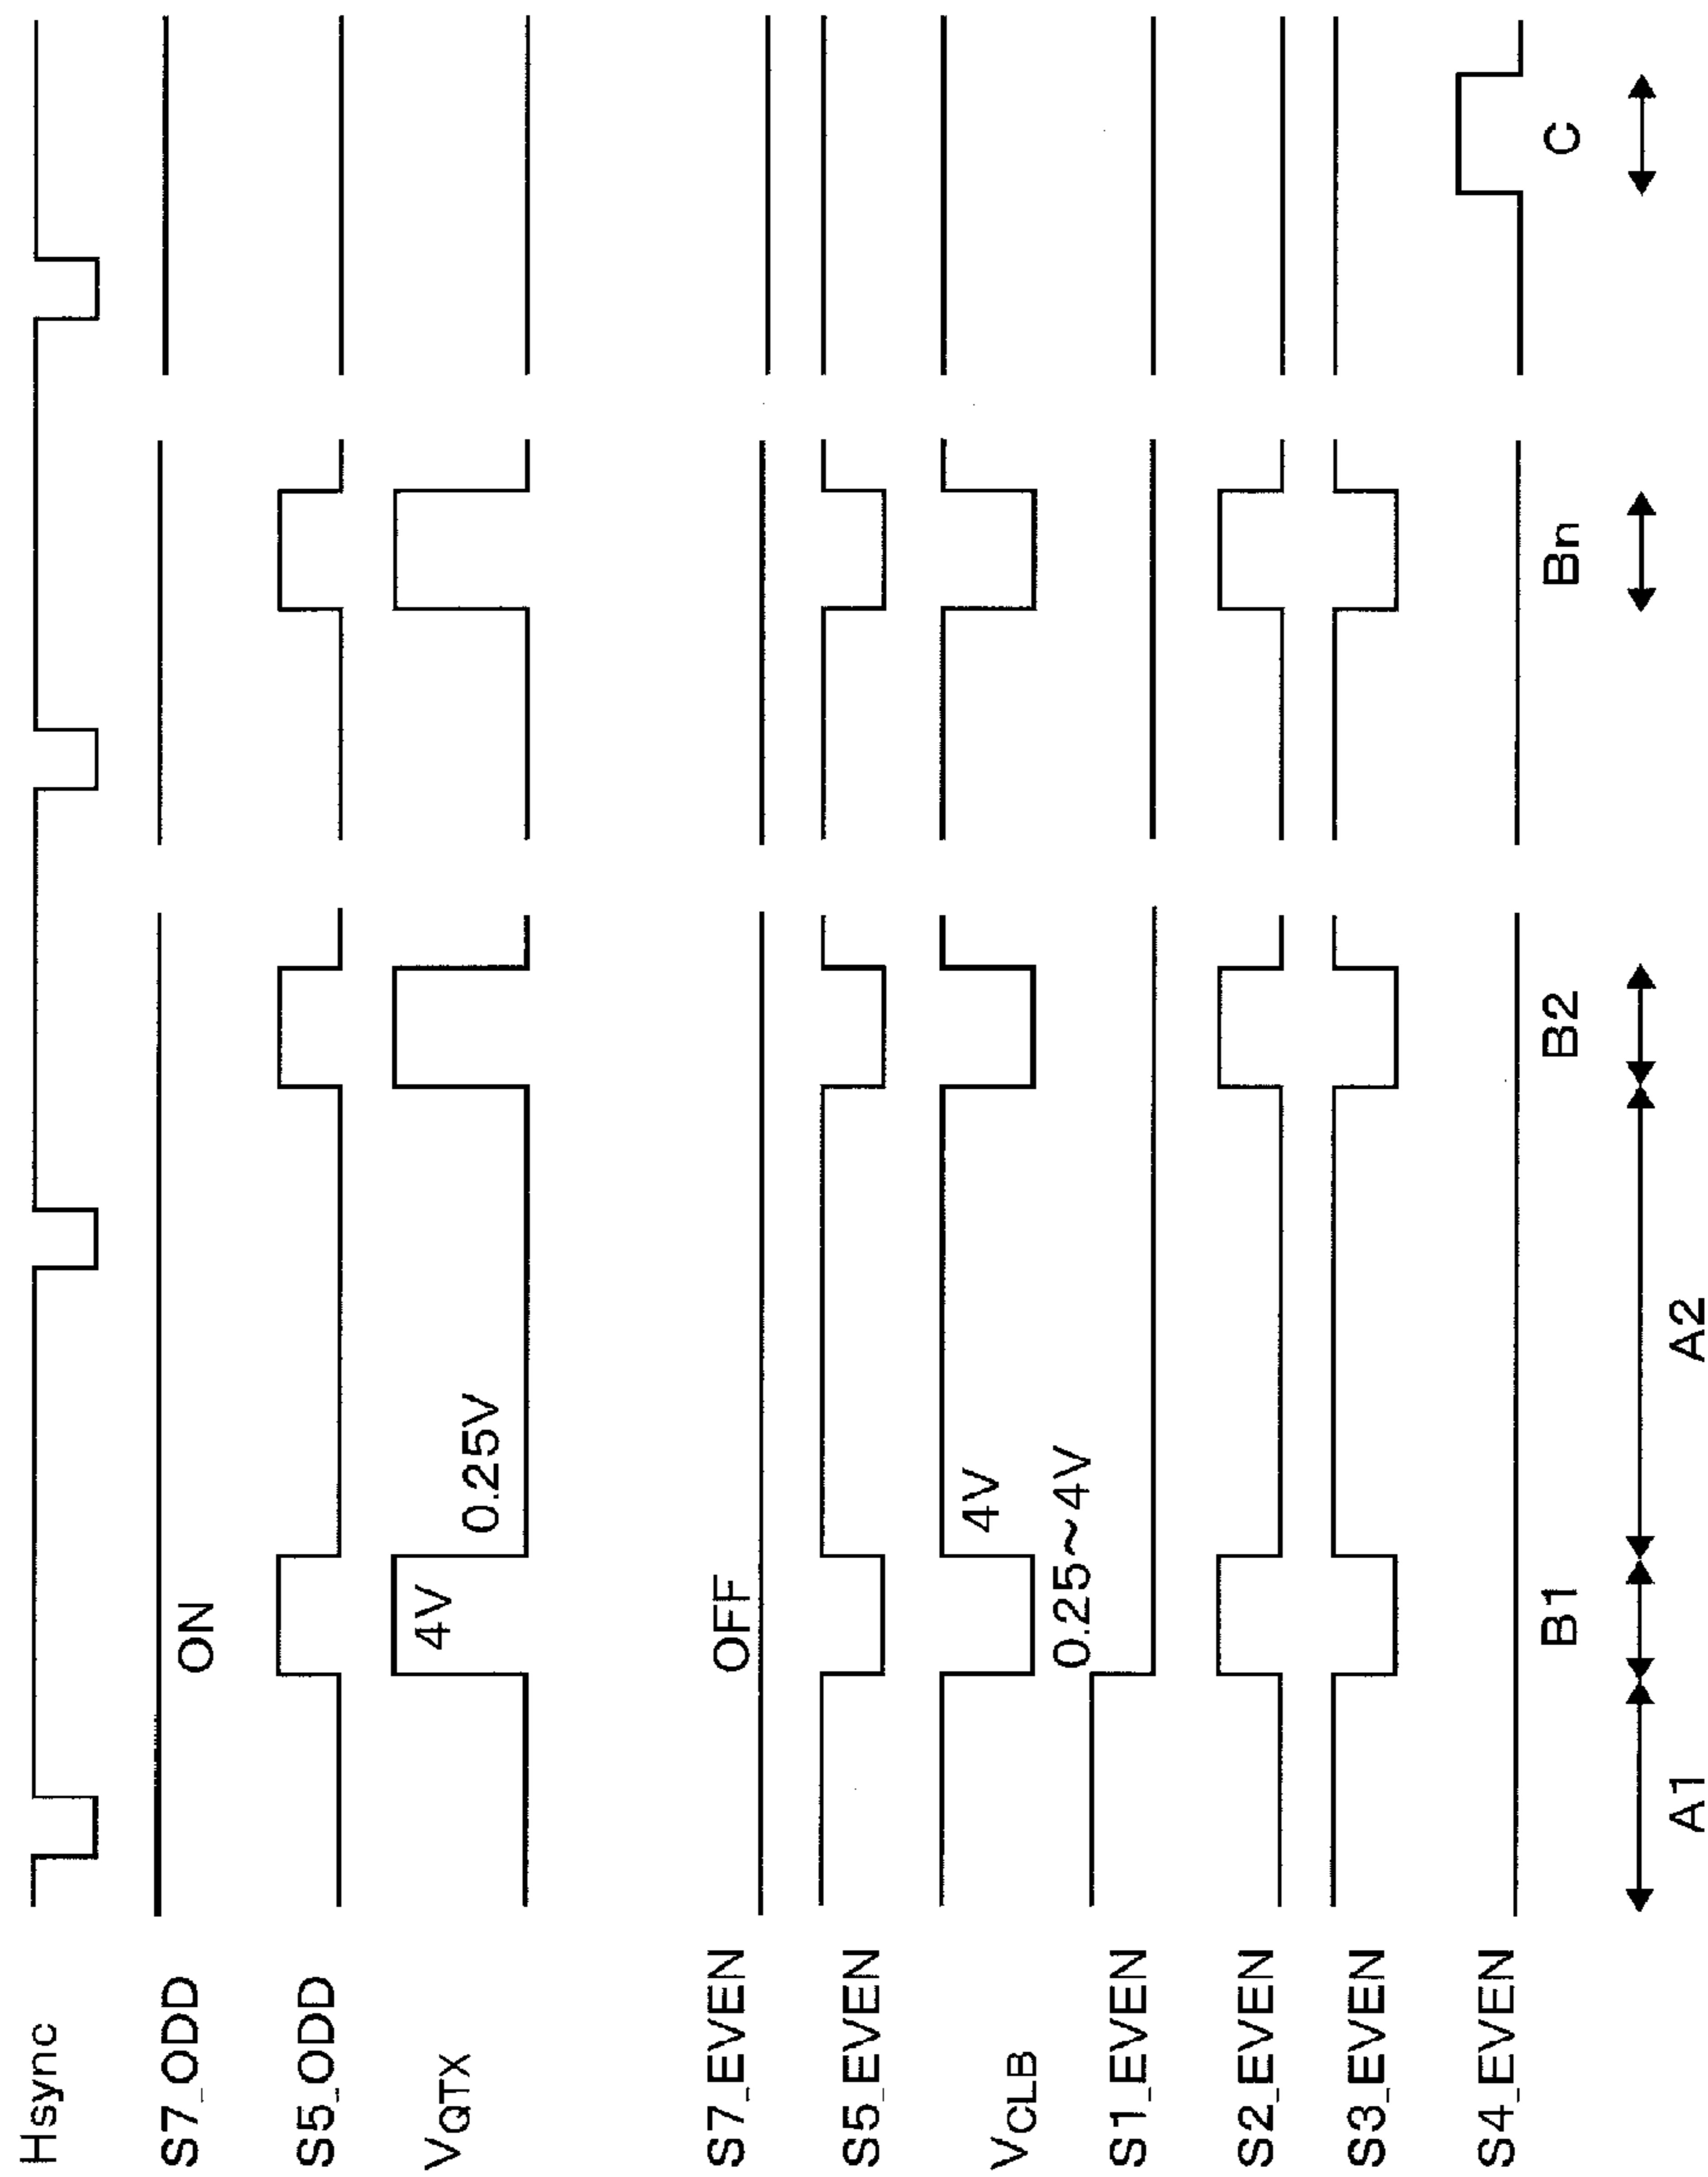 Hsync
S7_ODD
ON
S5_ODD
VQTX
4V
0.25V
S7_EVEN
OFF
S5_EVEN
VCLB
4V
0.25~4V
S1_EVEN
S2_EVEN
S3_EVEN
S4_EVEN
B1
B2
Bn
C
A1
A2